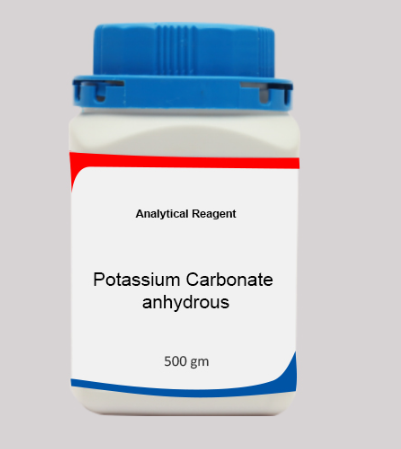 Analytical Reagent
Potassium Carbonate
anhydrous
500 gm